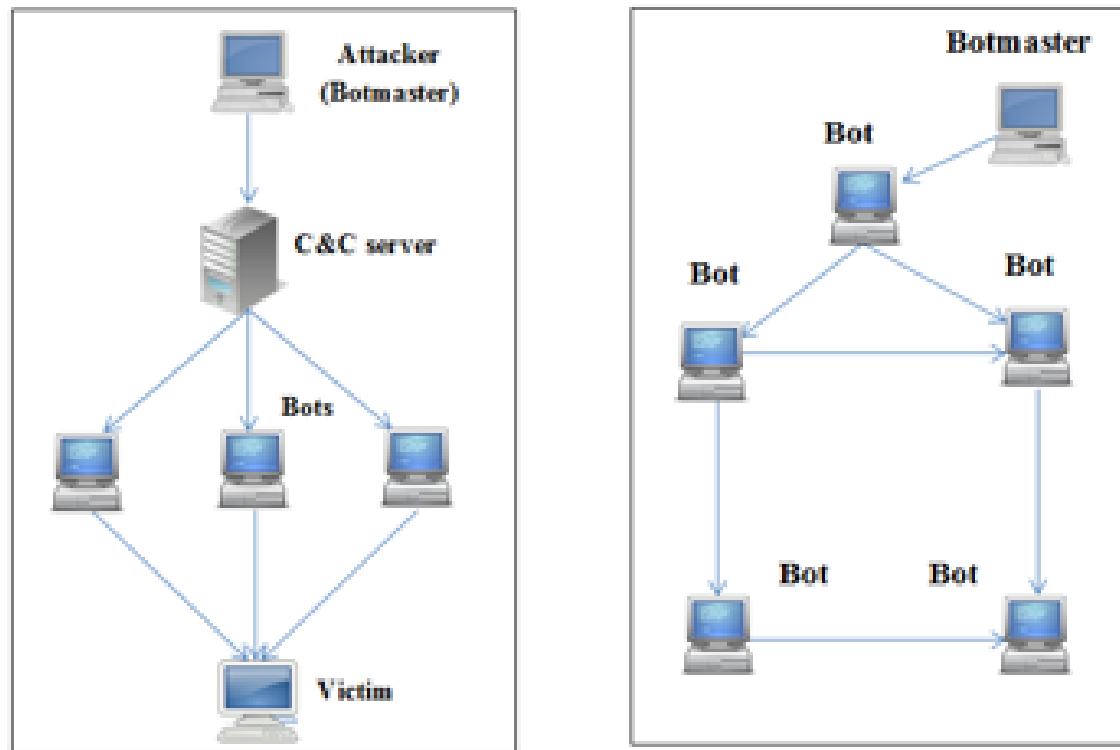 Attacker
(Botmaster)
C&C server
Bots
Victim
Botmaster
Bot
Bot
Bot
Bot
Bot